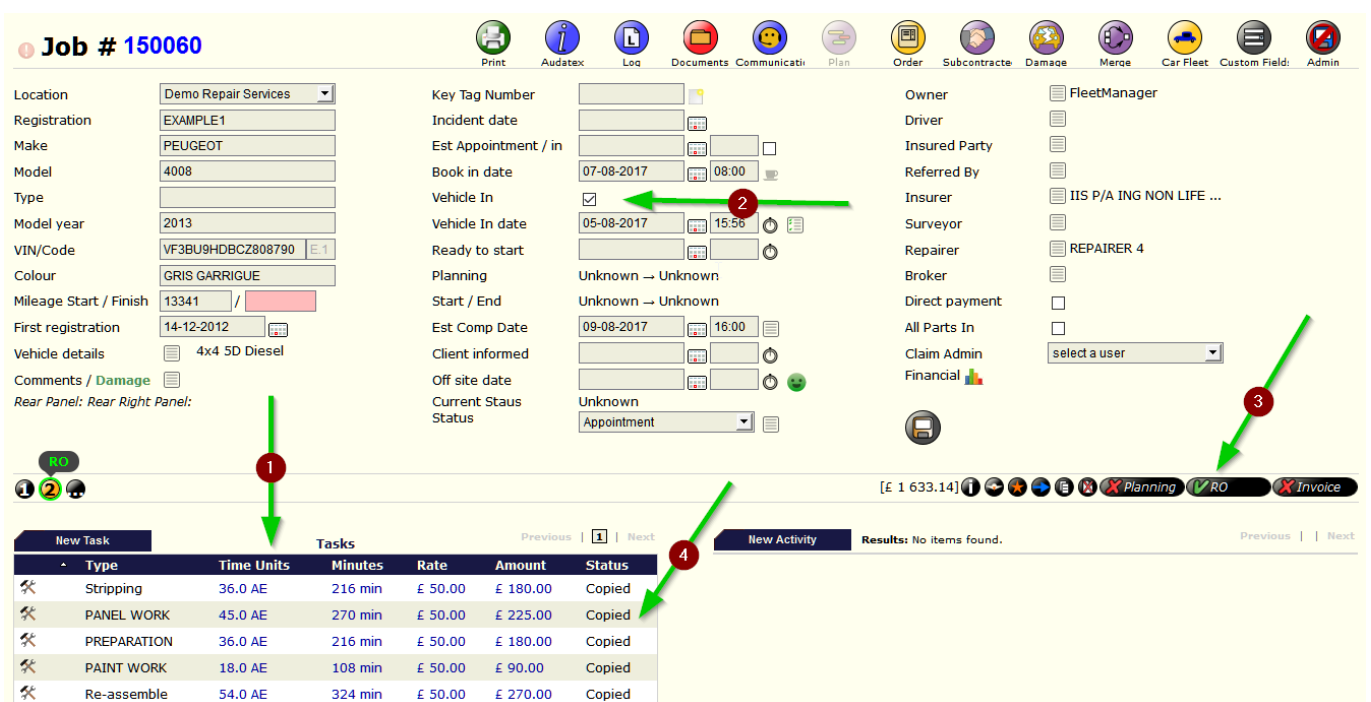 Job # 150060
Print Audatex Log Documents Communicati Plan Order Subcontracte Damage Merge Car Fleet Custom Field: Admin
Location Demo Repair Services Key Tag Number Owner FleetManager
Registration EXAMPLE1 Incident date Driver
Make PEUGEOT Est Appointment / in Insured Party
Model 4008 Book in date 07-08-2017 08:00 Referred By
Type Vehicle In Insurer IIS P/A ING NON LIFE ...
2
Model year 2013 Vehicle In date 05-08-2017 15:56 Surveyor
VIN/Code VF3BU9HDBCZ808790 E.1 Ready to start Repairer REPAIRER 4
Colour GRIS GARRIGUE Planning Unknown → Unknown Broker
Mileage Start / Finish 13341 / Start / End Unknown → Unknown Direct payment
First registration 14-12-2012 Est Comp Date 09-08-2017 16:00 All Parts In
Vehicle details 4x4 5D Diesel Client informed Claim Admin select a user
Comments / Damage Off site date Financial
Rear Panel: Rear Right Panel: Current Staus Unknown
3
Status Appointment
RO
1
1 2 [£ 1 633.14] Planning RO Invoice
New Task Tasks Previous | 1 | Next New Activity Results: No items found. Previous | | Next
4
Type Time Units Minutes Rate Amount Status
Stripping 36.0 AE 216 min £ 50.00 £ 180.00 Copied
PANEL WORK 45.0 AE 270 min £ 50.00 £ 225.00 Copied
PREPARATION 36.0 AE 216 min £ 50.00 £ 180.00 Copied
PAINT WORK 18.0 AE 108 min £ 50.00 £ 90.00 Copied
Re-assemble 54.0 AE 324 min £ 50.00 £ 270.00 Copied